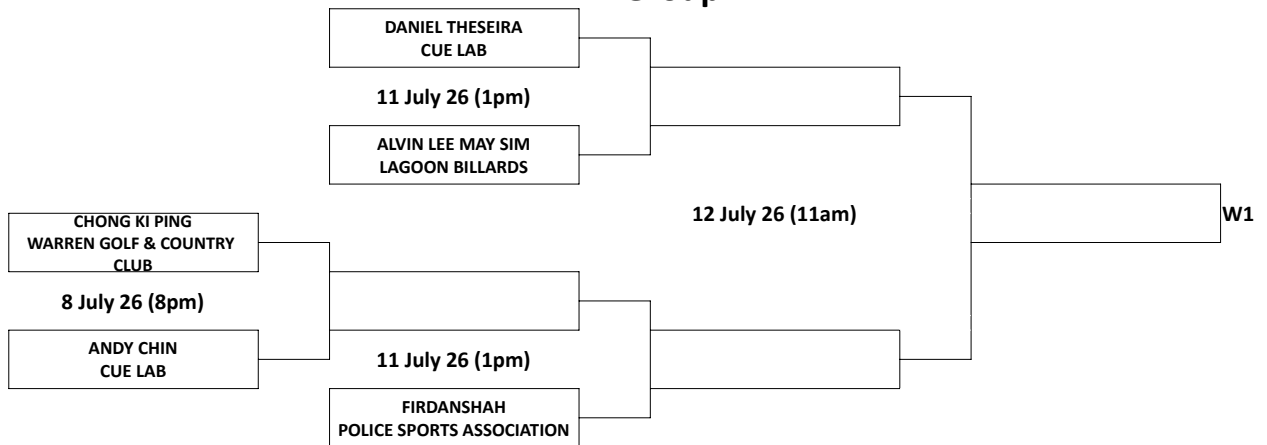 DANIEL THESEIRA
CUE LAB
11 July 26 (1pm)
ALVIN LEE MAY SIM
LAGOON BILLARDS
12 July 26 (11am)
W1
CHONG KI PING
WARREN GOLF & COUNTRY
CLUB
8 July 26 (8pm)
ANDY CHIN
CUE LAB
11 July 26 (1pm)
FIRDANSHAH
POLICE SPORTS ASSOCIATION